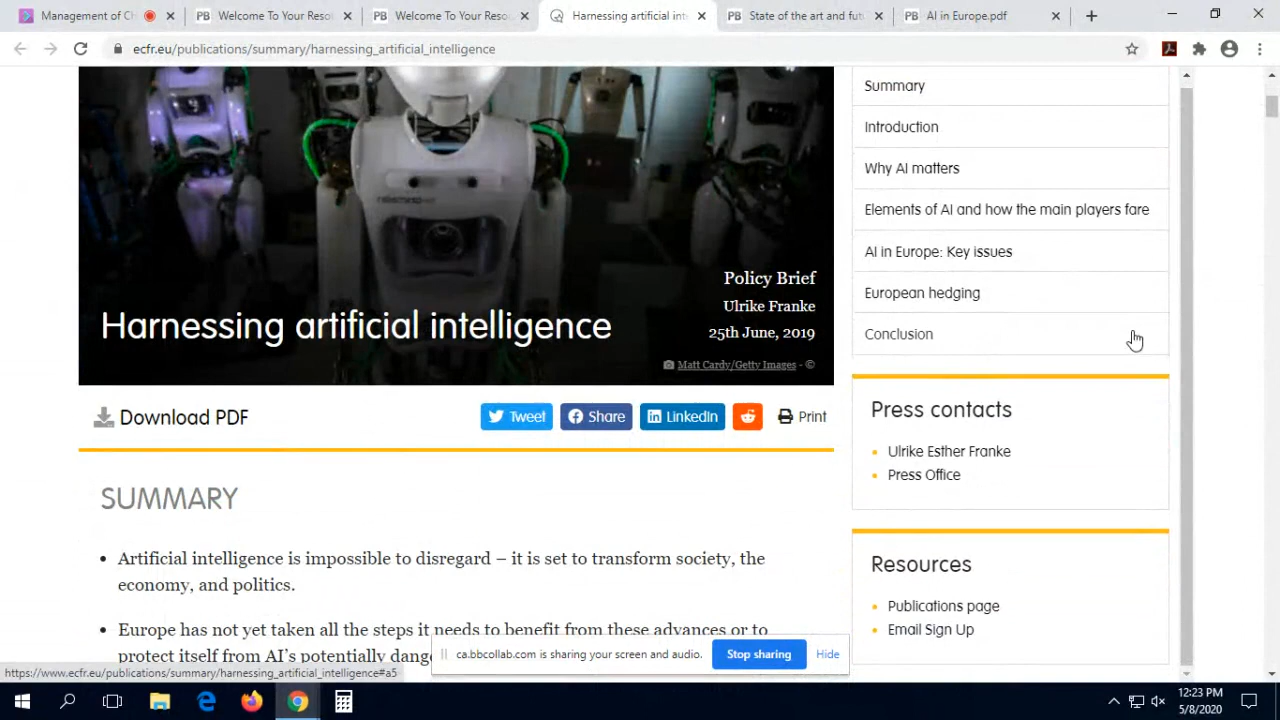 Management of Ch
Welcome To Your Reso
Welcome To Your Reso
Harnessing artificial int
State of the art and futu
AI in Europe.pdf
ecfr.eu/publications/summary/harnessing_artificial_intelligence
Policy Brief
Ulrike Franke
25th June, 2019
Harnessing artificial intelligence
Matt Cardy/Getty Images - ©
Download PDF
Tweet
Share
LinkedIn
Print
SUMMARY
• Artificial intelligence is impossible to disregard – it is set to transform society, the
economy, and politics.
• Europe has not yet taken all the steps it needs to benefit from these advances or to
protect itself from AI's potentially dang
Summary
Introduction
Why AI matters
Elements of AI and how the main players fare
AI in Europe: Key issues
European hedging
Conclusion
Press contacts
Ulrike Esther Franke
Press Office
Resources
Publications page
Email Sign Up
ca.bbcollab.com is sharing your screen and audio.
Stop sharing
Hide
https://www.ecfr.eu/publications/summary/harnessing_artificial_intelligence#a5
12:23 PM
5/8/2020